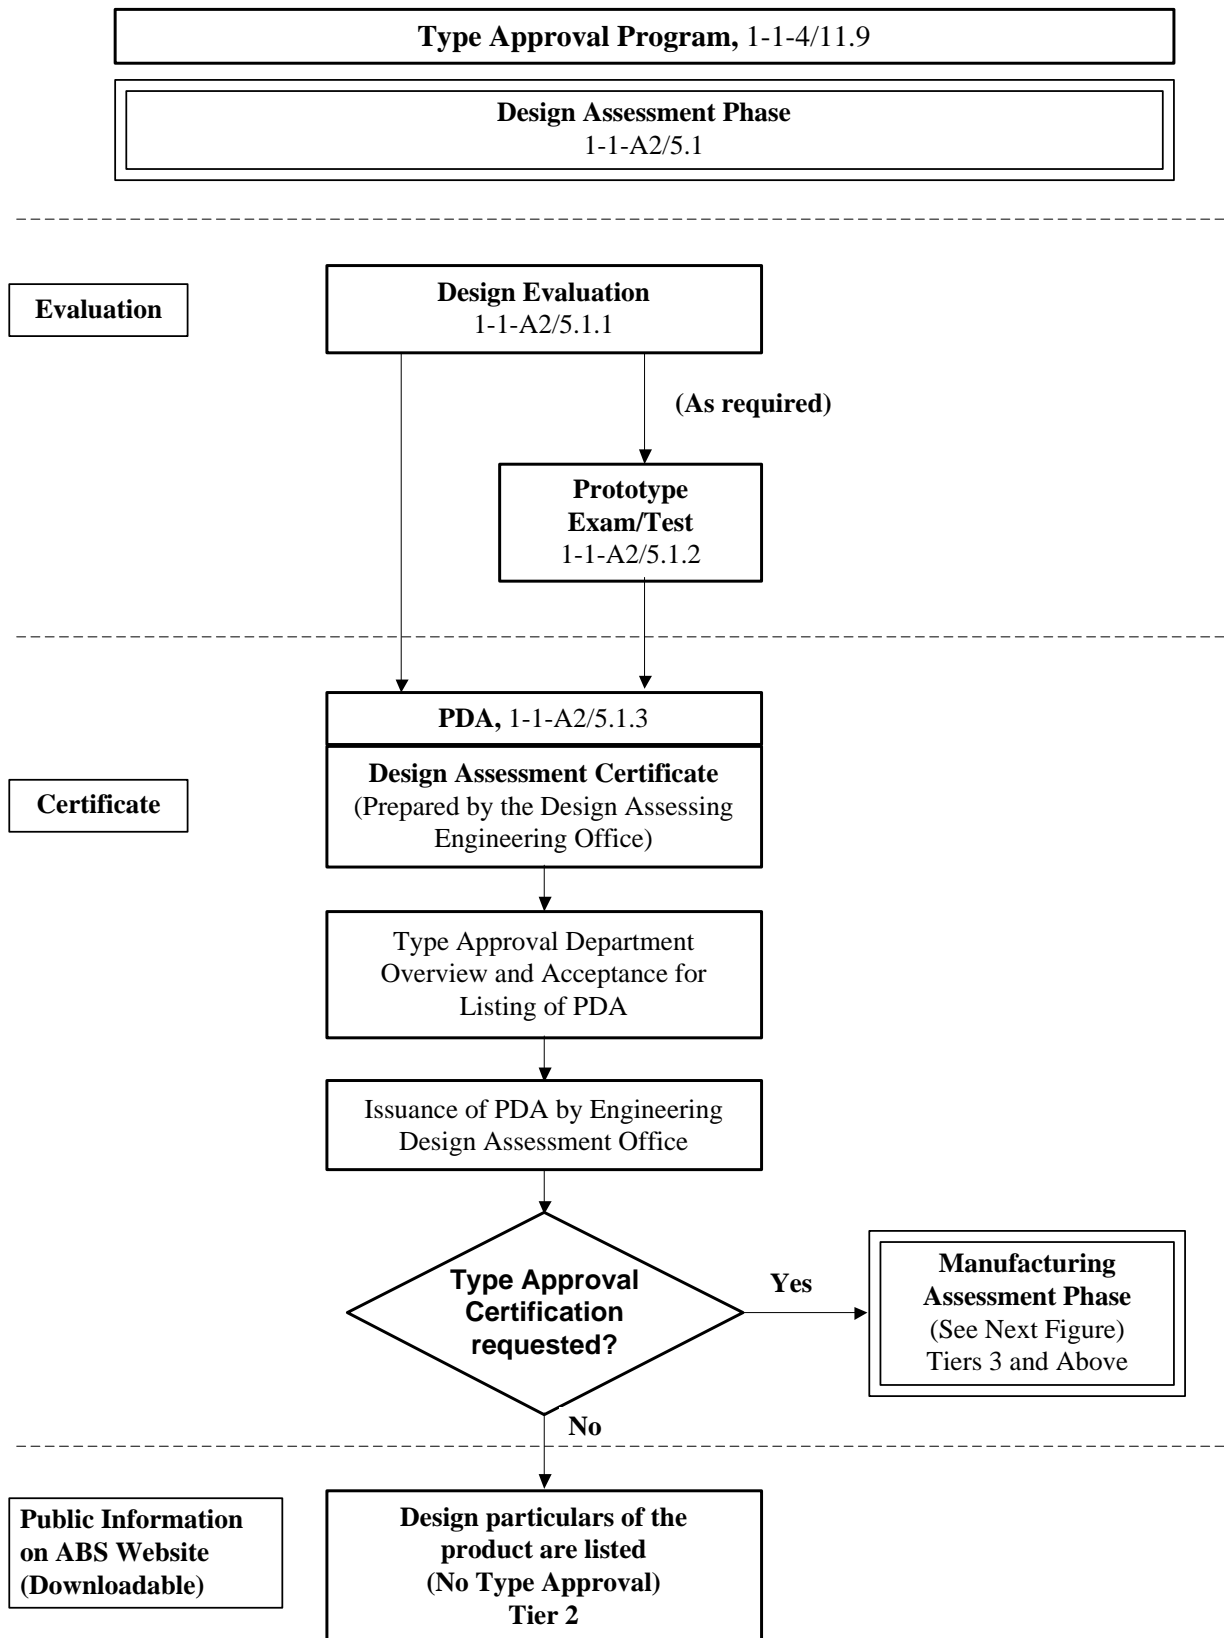 Type Approval Program, 1-1-4/11.9
Design Assessment Phase
1-1-A2/5.1
Evaluation
Design Evaluation
1-1-A2/5.1.1
(As required)
Prototype
Exam/Test
1-1-A2/5.1.2
PDA, 1-1-A2/5.1.3
Certificate
Design Assessment Certificate
(Prepared by the Design Assessing
Engineering Office)
Type Approval Department
Overview and Acceptance for
Listing of PDA
Issuance of PDA by Engineering
Design Assessment Office
Type Approval
Certification
requested?
Yes
Manufacturing
Assessment Phase
(See Next Figure)
Tiers 3 and Above
No
Public Information
on ABS Website
(Downloadable)
Design particulars of the
product are listed
(No Type Approval)
Tier 2